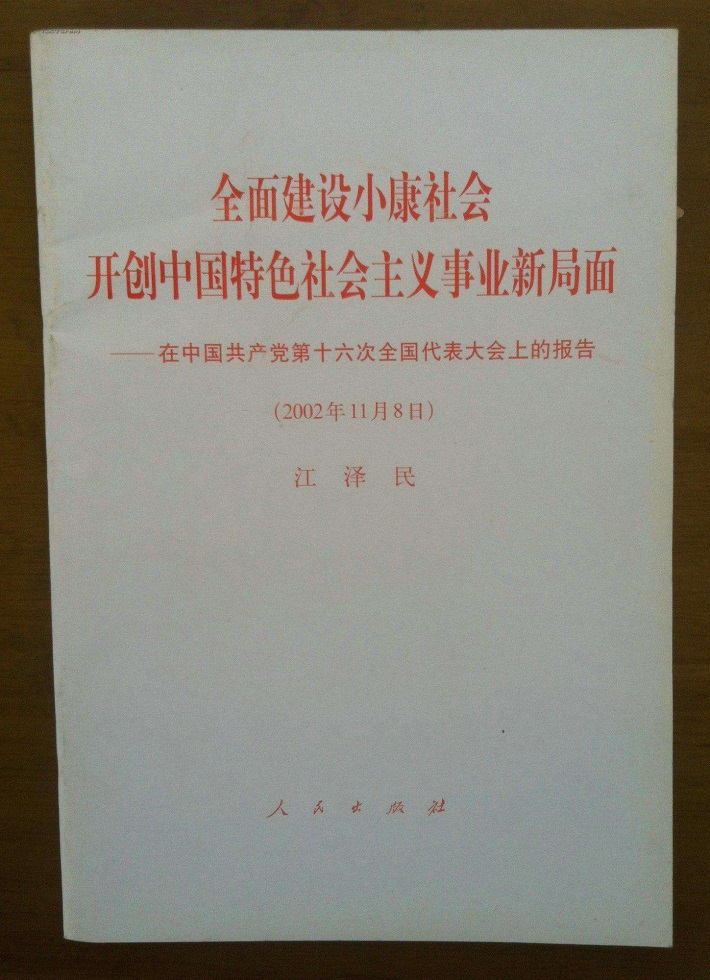 全面建设小康社会
开创中国特色社会主义事业新局面
——在中国共产党第十六次全国代表大会上的报告
(2002年11月8日)
江泽民
人民出版社